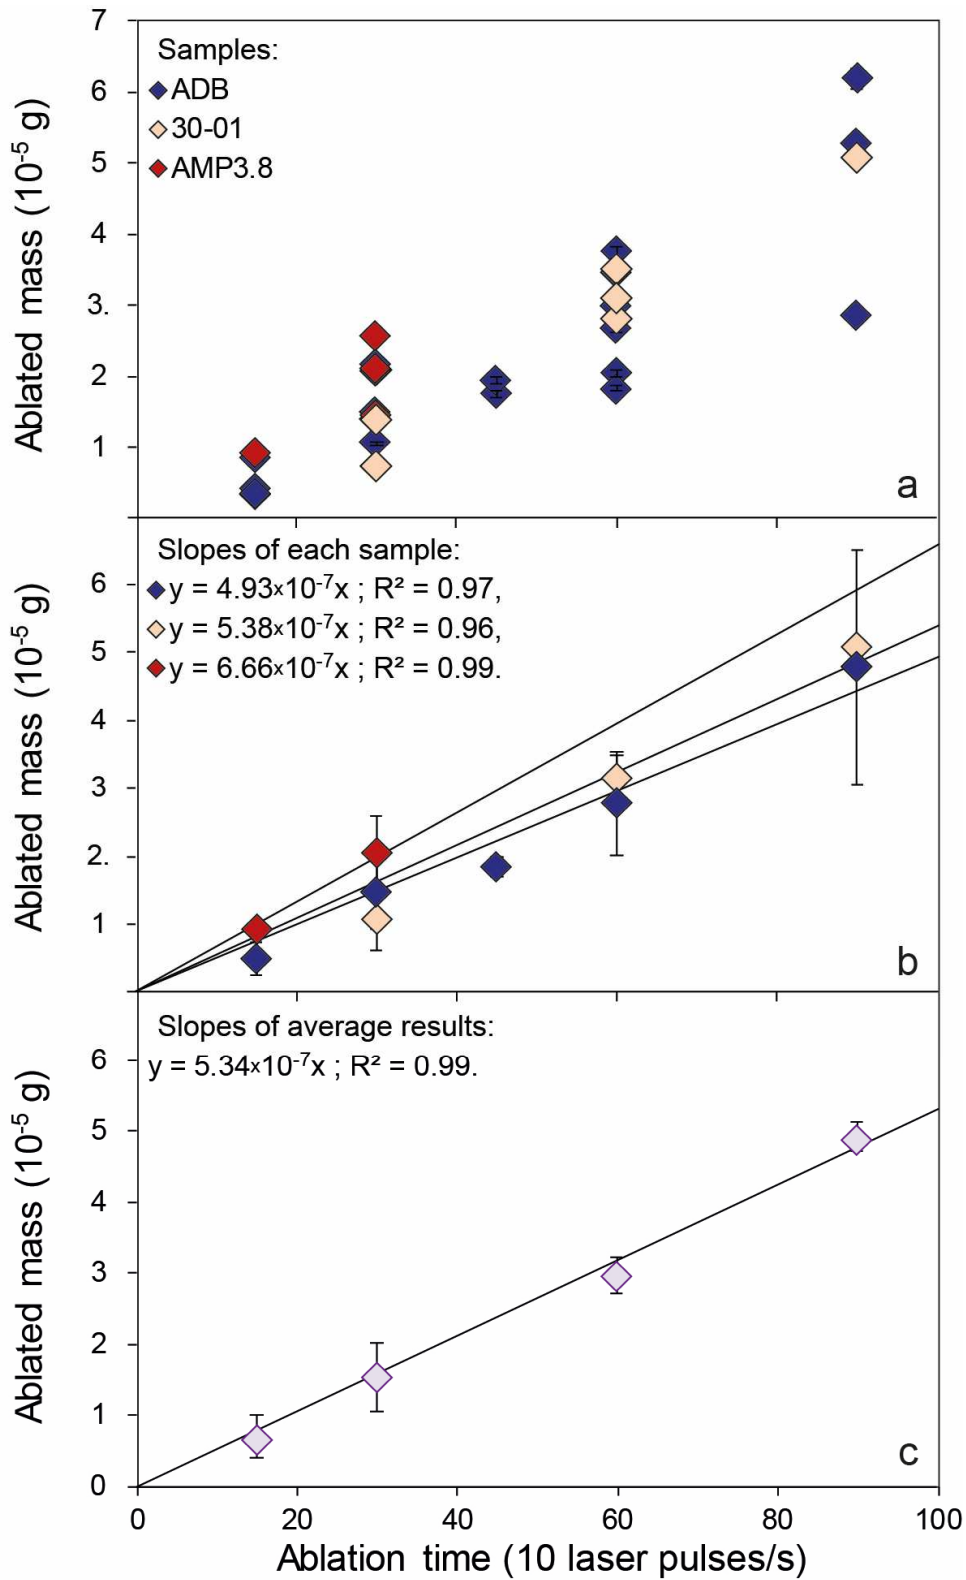 7
Samples:
ADB
30-01
AMP3.8
6
5
4
3
2
1
Ablated mass (10⁻⁵ g)
a
Slopes of each sample:
y = 4.93×10⁻⁷x ; R² = 0.97,
y = 5.38×10⁻⁷x ; R² = 0.96,
y = 6.66×10⁻⁷x ; R² = 0.99.
6
5
4
3
2
1
Ablated mass (10⁻⁵ g)
b
Slopes of average results:
y = 5.34×10⁻⁷x ; R² = 0.99.
6
5
4
3
2
1
0
Ablated mass (10⁻⁵ g)
c
0 20 40 60 80 100
Ablation time (10 laser pulses/s)